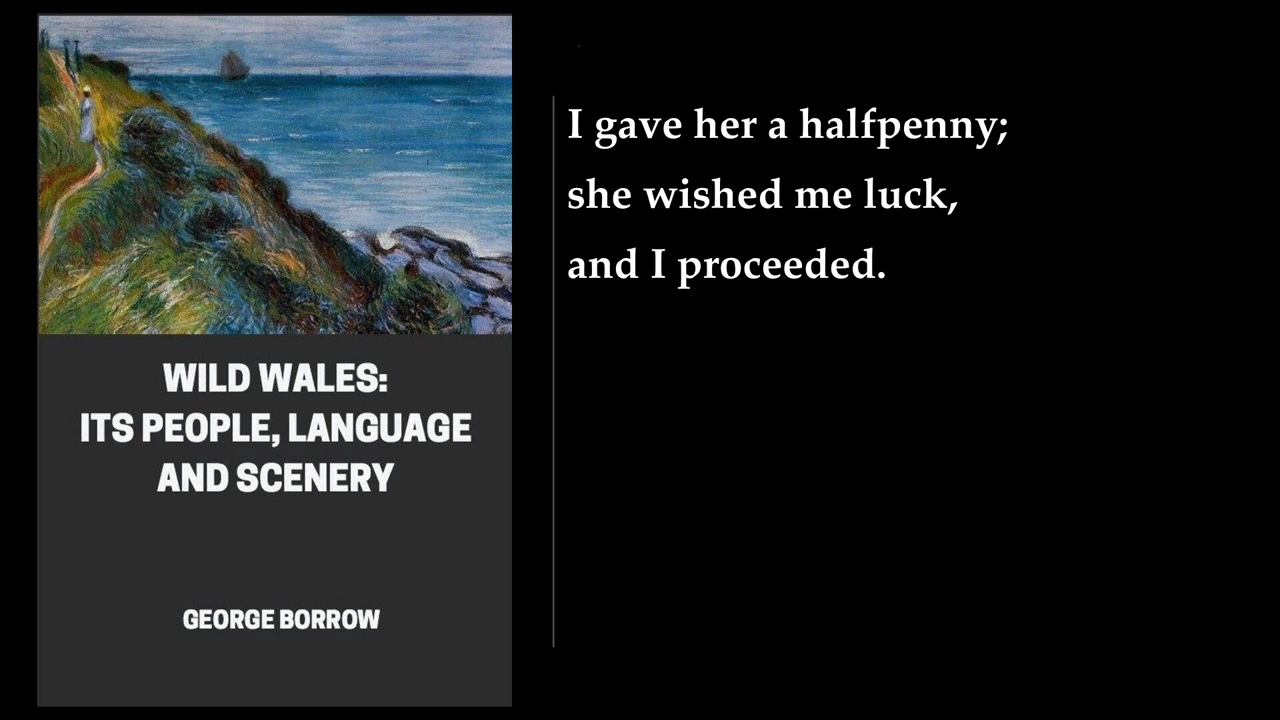 WILD WALES:
ITS PEOPLE, LANGUAGE
AND SCENERY
GEORGE BORROW
I gave her a halfpenny;
she wished me luck,
and I proceeded.